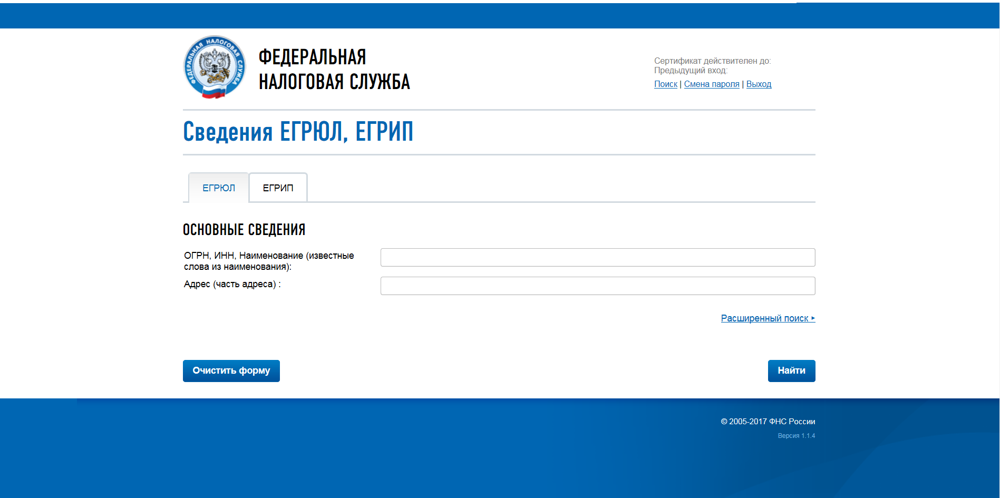 ФЕДЕРАЛЬНАЯ НАЛОГОВАЯ СЛУЖБА
ФЕДЕРАЛЬНАЯ
НАЛОГОВАЯ СЛУЖБА
Сертификат действителен до:
Предыдущий вход:
Поиск | Смена пароля | Выход
Сведения ЕГРЮЛ, ЕГРИП
ЕГРЮЛ ЕГРИП
ОСНОВНЫЕ СВЕДЕНИЯ
ОГРН, ИНН, Наименование (известные
слова из наименования):
Адрес (часть адреса) :
Расширенный поиск ▸
Очистить форму Найти
© 2005-2017 ФНС России
Версия 1.1.4